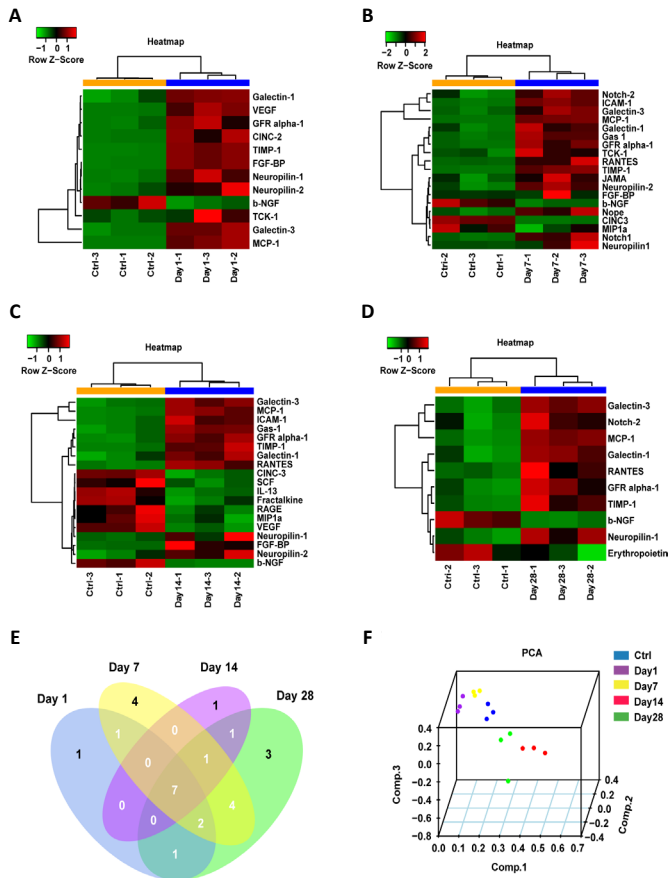 A
-1 0 1
Row Z-Score
Heatmap
Galectin-1
VEGF
GFR alpha-1
CINC-2
TIMP-1
FGF-BP
Neuropilin-1
Neuropilin-2
b-NGF
TCK-1
Galectin-3
MCP-1
Ctrl-3
Ctrl-1
Ctrl-2
Day1-1
Day1-3
Day1-2
B
-2 0 2
Row Z-Score
Heatmap
Notch-2
ICAM-1
Galectin-3
MCP-1
Galectin-1
Gas 1
GFR alpha-1
TCK-1
RANTES
TIMP-1
JAMA
Neuropilin-2
FGF-BP
b-NGF
Nope
CINC3
MIP1a
Notch1
Neuropilin1
Ctrl-2
Ctrl-3
Ctrl-1
Day7-1
Day7-2
Day7-3
C
-1 0 1
Row Z-Score
Heatmap
Galectin-3
MCP-1
ICAM-1
Gas-1
GFR alpha-1
TIMP-1
Galectin-1
RANTES
CINC-3
SCF
IL-13
Fractalkine
RAGE
MIP1a
VEGF
Neuropilin-1
FGF-BP
Neuropilin-2
b-NGF
Ctrl-3
Ctrl-1
Ctrl-2
Day14-1
Day14-3
Day14-2
D
-1 0 1
Row Z-Score
Heatmap
Galectin-3
Notch-2
MCP-1
Galectin-1
RANTES
GFR alpha-1
TIMP-1
b-NGF
Neuropilin-1
Erythropoietin
Ctrl-2
Ctrl-3
Ctrl-1
Day28-1
Day28-3
Day28-2
E
Day 7
Day 14
Day 1
Day 28
4
1
1
0
1
1
3
0
1
7
0
0
2
4
1
F
PCA
Ctrl
Day1
Day7
Day14
Day28
Comp.3
0.4
0.2
0.0
-0.2
-0.4
-0.6
-0.8
0.0 0.1 0.2 0.3 0.4 0.5 0.6 0.7
Comp.1
0.4
0.2
0.0
-0.2
-0.4
Comp.2